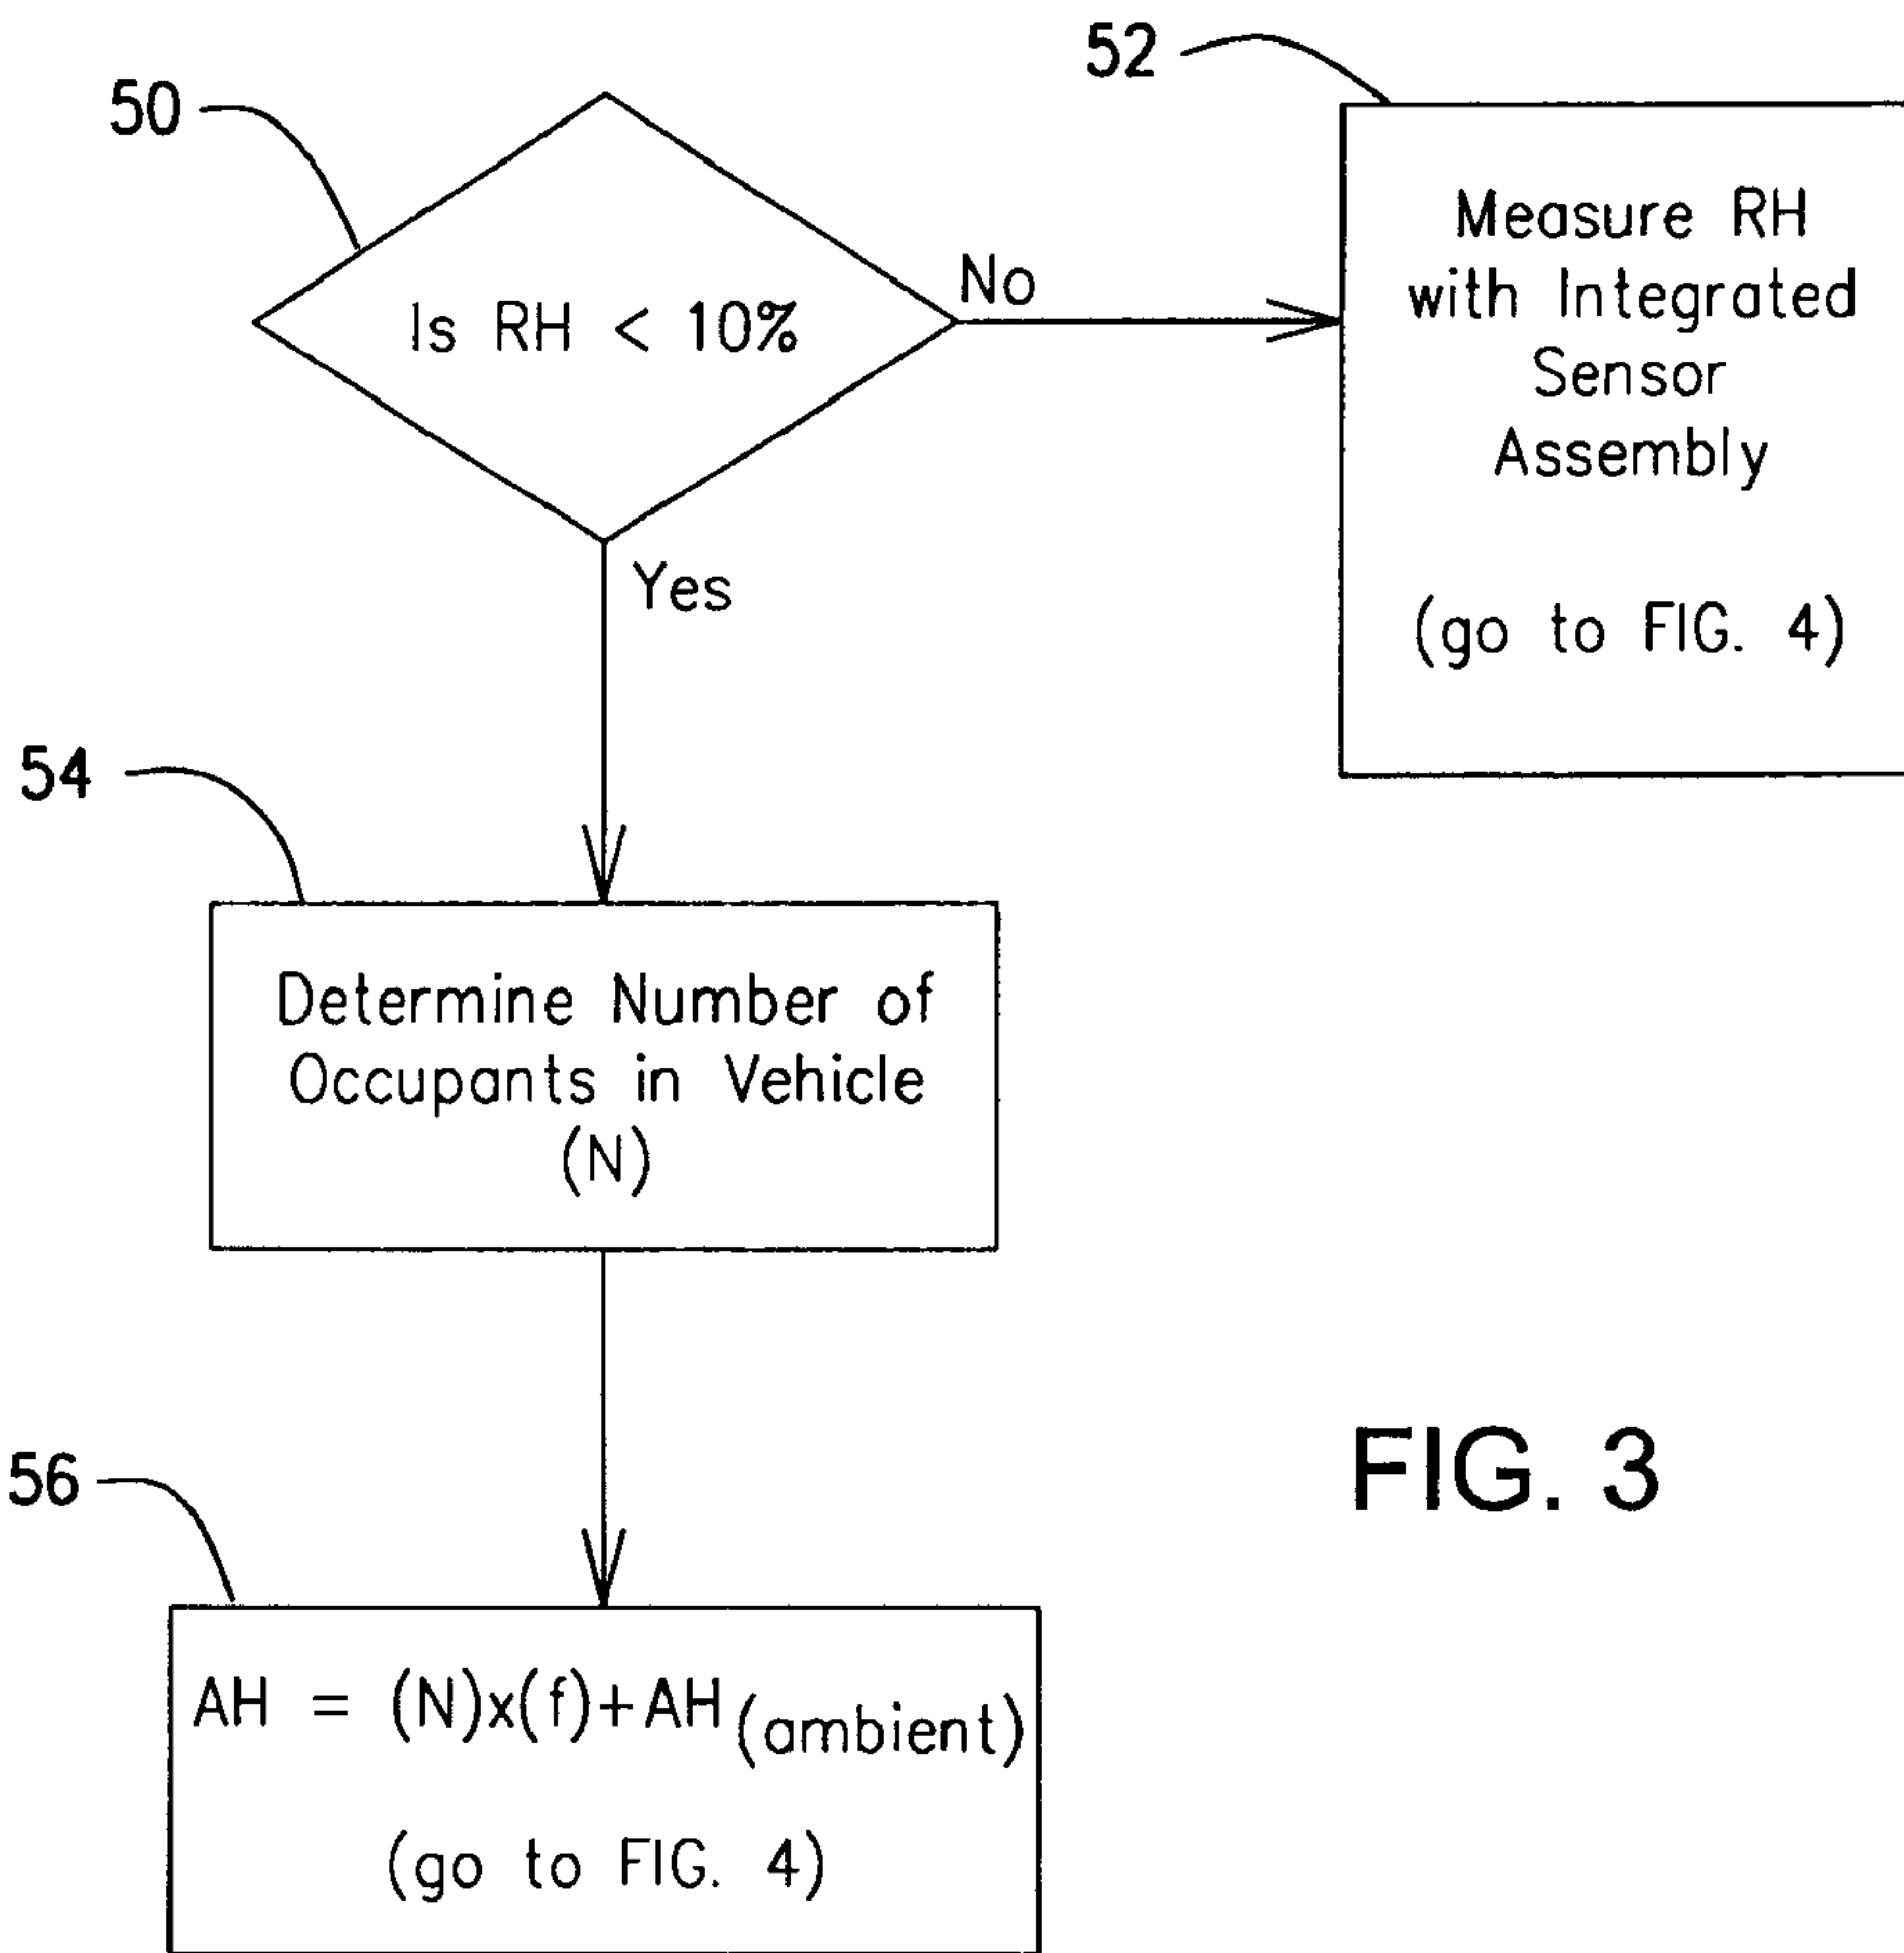 50
Is RH < 10%
No
Yes
52
Measure RH
with Integrated
Sensor
Assembly
(go to FIG. 4)
54
Determine Number of
Occupants in Vehicle
(N)
56
AH = (N)x(f)+AH(ambient)
(go to FIG. 4)
FIG. 3